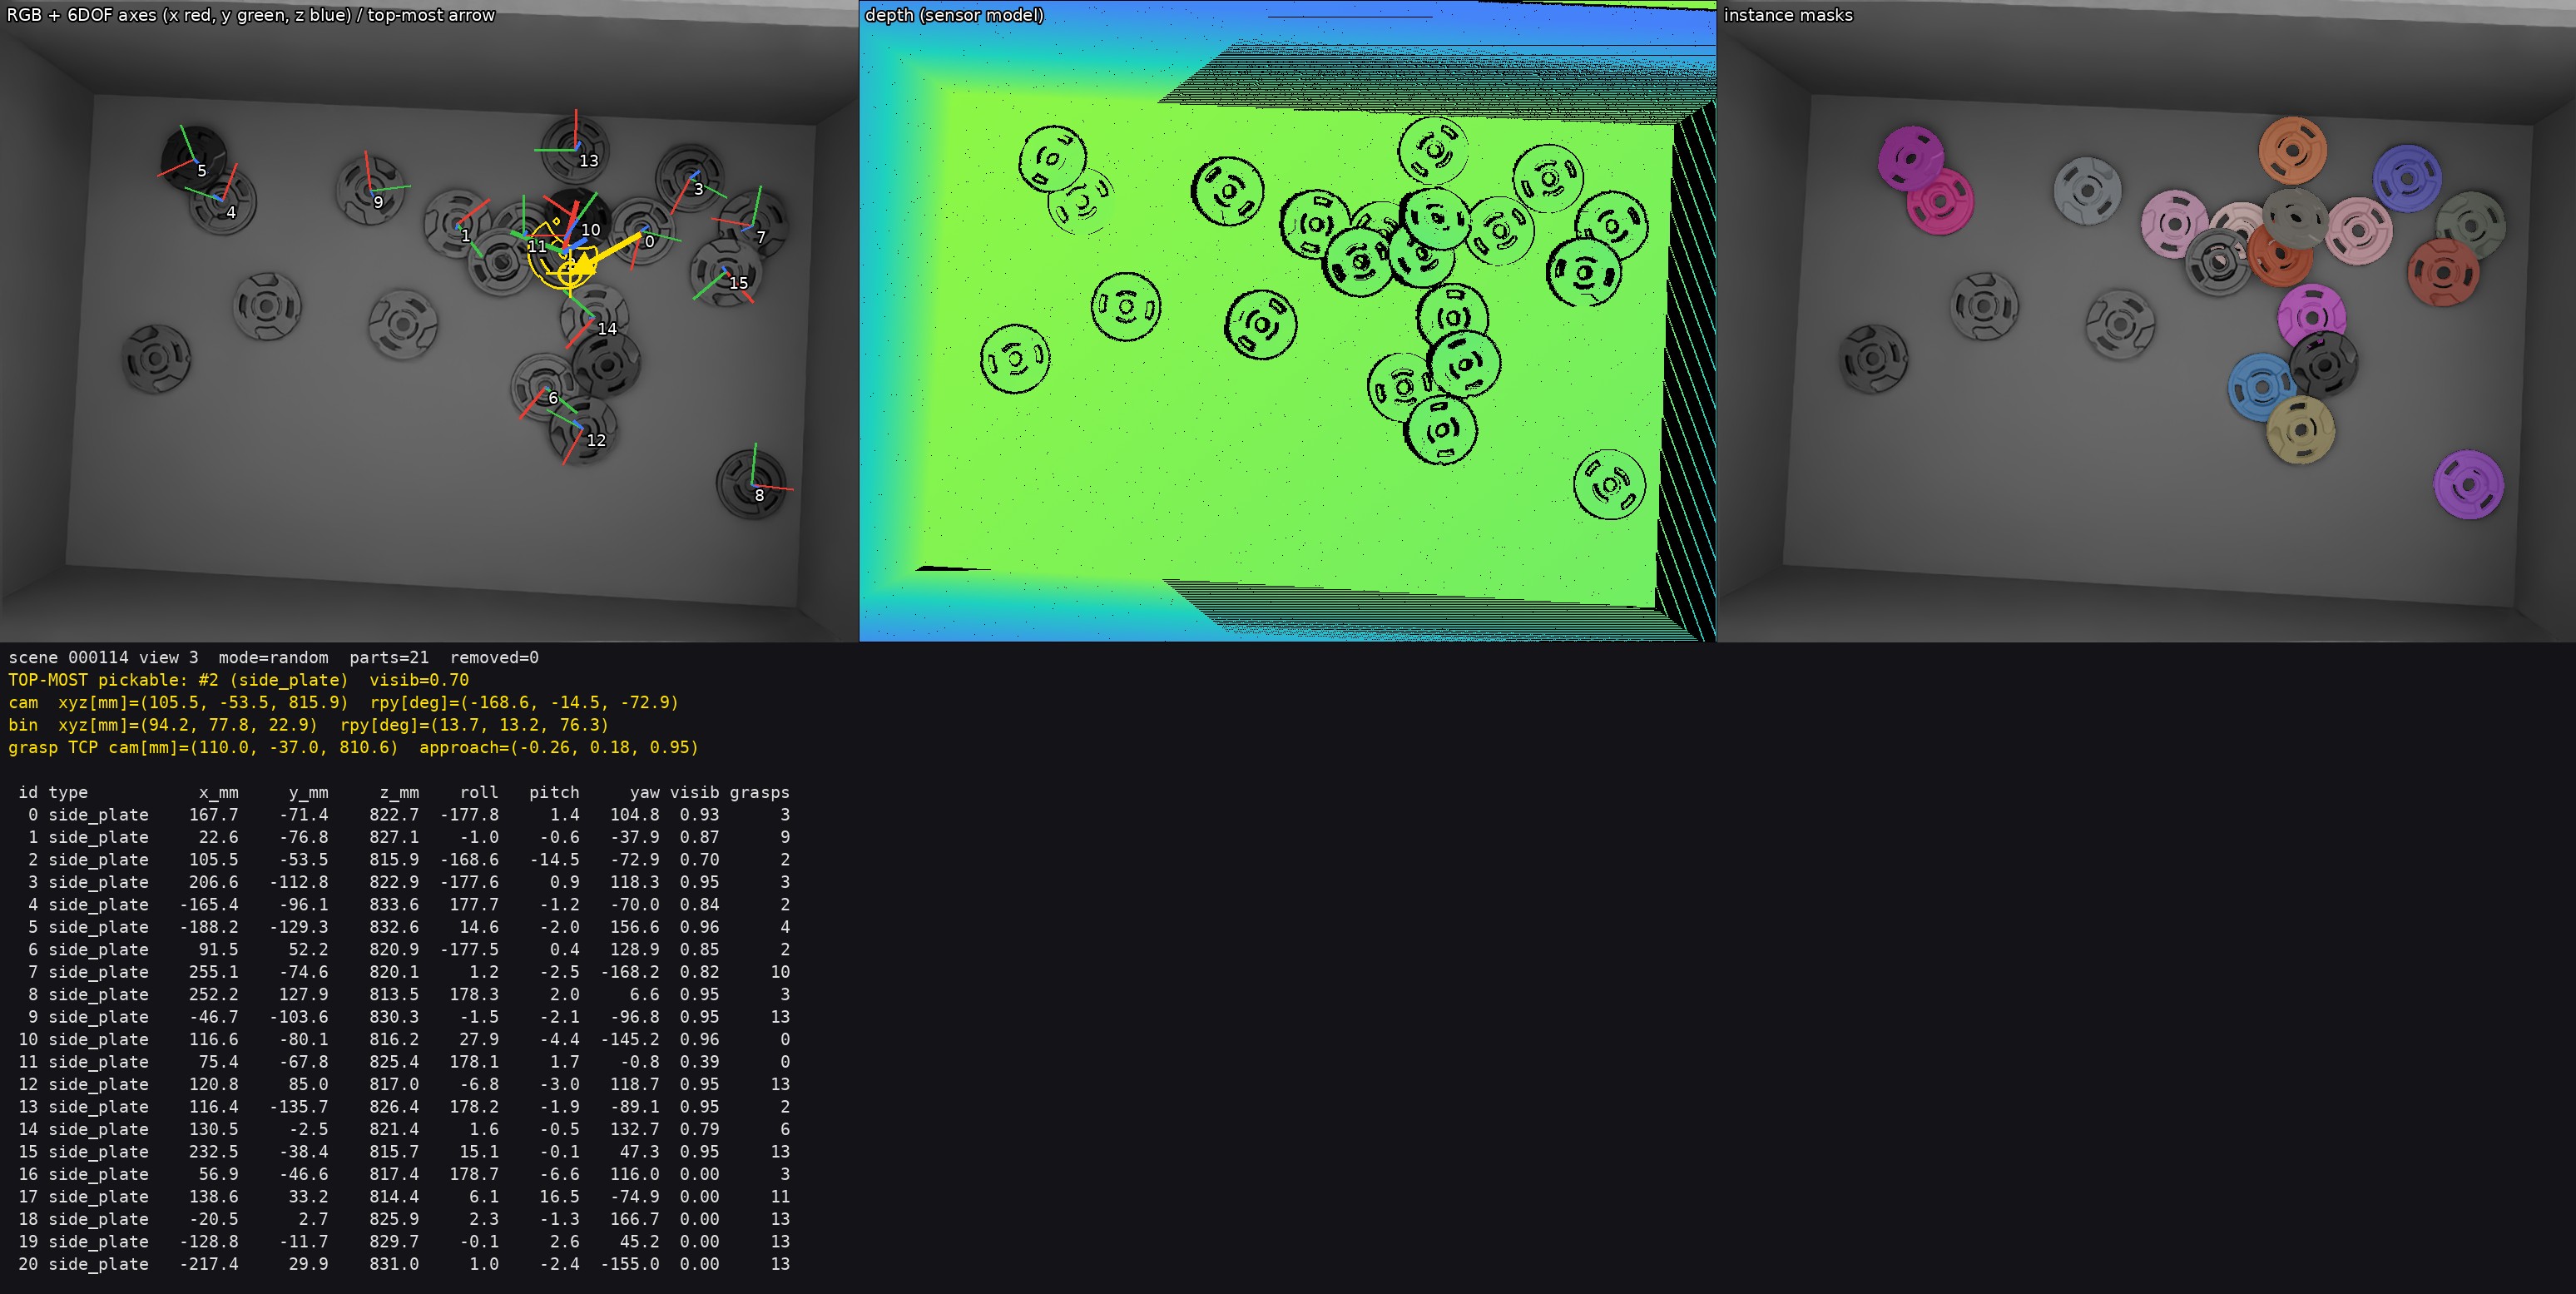 RGB + 6DOF axes (x red, y green, z blue) / top-most arrow
depth (sensor model)
instance masks
13
5
3
4
9
10
1
11
0
7
15
14
6
12
8
scene 000114 view 3  mode=random  parts=21  removed=0
TOP-MOST pickable: #2 (side_plate)  visib=0.70
cam  xyz[mm]=(105.5, -53.5, 815.9)  rpy[deg]=(-168.6, -14.5, -72.9)
bin  xyz[mm]=(94.2, 77.8, 22.9)  rpy[deg]=(13.7, 13.2, 76.3)
grasp TCP cam[mm]=(110.0, -37.0, 810.6)  approach=(-0.26, 0.18, 0.95)
id type x_mm y_mm z_mm roll pitch yaw visib grasps
0 side_plate 167.7 -71.4 822.7 -177.8 1.4 104.8 0.93 3
1 side_plate 22.6 -76.8 827.1 -1.0 -0.6 -37.9 0.87 9
2 side_plate 105.5 -53.5 815.9 -168.6 -14.5 -72.9 0.70 2
3 side_plate 206.6 -112.8 822.9 -177.6 0.9 118.3 0.95 3
4 side_plate -165.4 -96.1 833.6 177.7 -1.2 -70.0 0.84 2
5 side_plate -188.2 -129.3 832.6 14.6 -2.0 156.6 0.96 4
6 side_plate 91.5 52.2 820.9 -177.5 0.4 128.9 0.85 2
7 side_plate 255.1 -74.6 820.1 1.2 -2.5 -168.2 0.82 10
8 side_plate 252.2 127.9 813.5 178.3 2.0 6.6 0.95 3
9 side_plate -46.7 -103.6 830.3 -1.5 -2.1 -96.8 0.95 13
10 side_plate 116.6 -80.1 816.2 27.9 -4.4 -145.2 0.96 0
11 side_plate 75.4 -67.8 825.4 178.1 1.7 -0.8 0.39 0
12 side_plate 120.8 85.0 817.0 -6.8 -3.0 118.7 0.95 13
13 side_plate 116.4 -135.7 826.4 178.2 -1.9 -89.1 0.95 2
14 side_plate 130.5 -2.5 821.4 1.6 -0.5 132.7 0.79 6
15 side_plate 232.5 -38.4 815.7 15.1 -0.1 47.3 0.95 13
16 side_plate 56.9 -46.6 817.4 178.7 -6.6 116.0 0.00 3
17 side_plate 138.6 33.2 814.4 6.1 16.5 -74.9 0.00 11
18 side_plate -20.5 2.7 825.9 2.3 -1.3 166.7 0.00 13
19 side_plate -128.8 -11.7 829.7 -0.1 2.6 45.2 0.00 13
20 side_plate -217.4 29.9 831.0 1.0 -2.4 -155.0 0.00 13